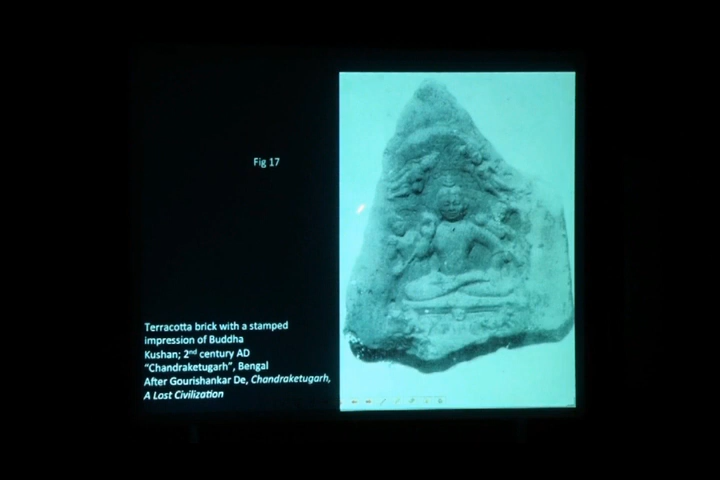 Fig 17
Terracotta brick with a stamped
impression of Buddha
Kushan; 2nd century AD
"Chandraketugarh", Bengal
After Gourishankar De, Chandraketugarh,
A Lost Civilization